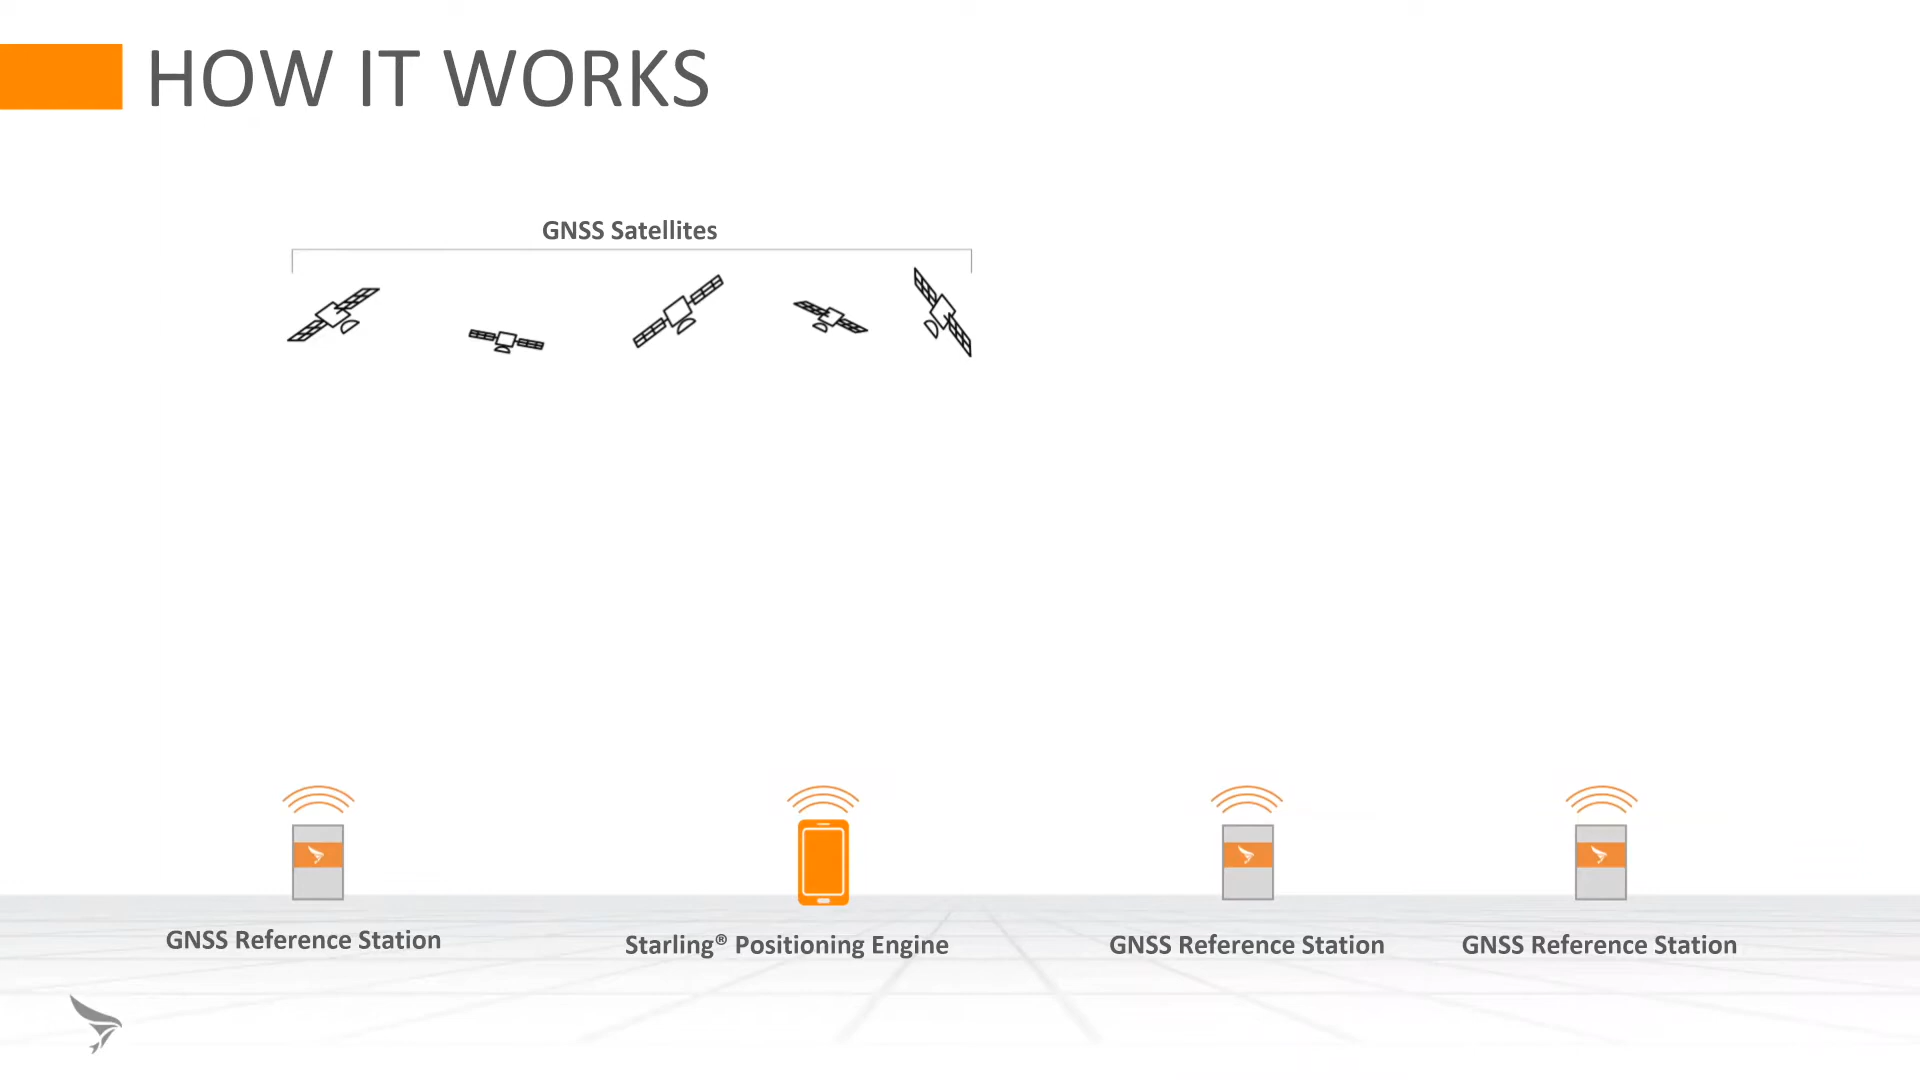 HOW IT WORKS
GNSS Satellites
GNSS Reference Station
Starling® Positioning Engine
GNSS Reference Station
GNSS Reference Station